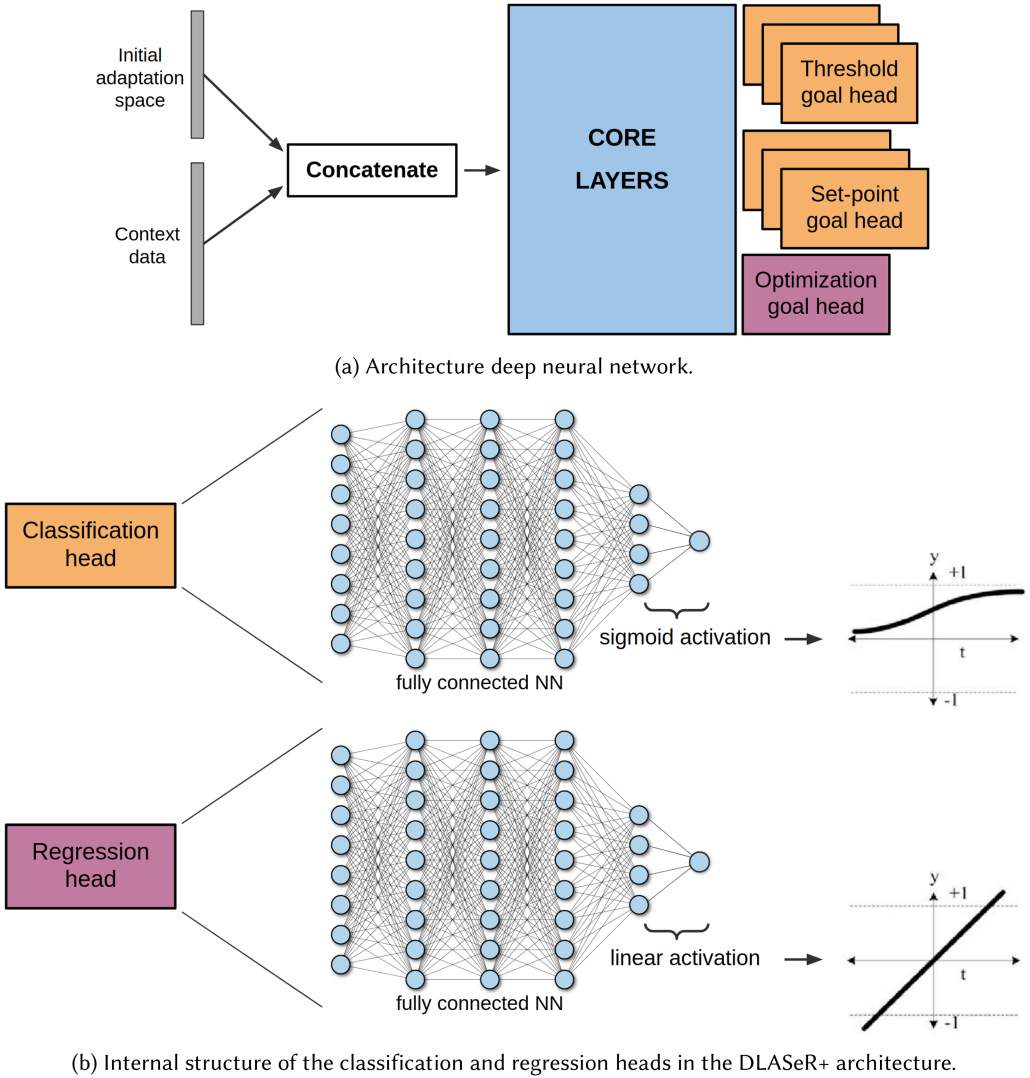 Initial
adaptation
space
Context
data
Concatenate
CORE
LAYERS
Threshold
goal head
Set-point
goal head
Optimization
goal head
(a) Architecture deep neural network.
Classification
head
fully connected NN
sigmoid activation
y
+1
t
-1
Regression
head
fully connected NN
linear activation
y
+1
t
-1
(b) Internal structure of the classification and regression heads in the DLASeR+ architecture.